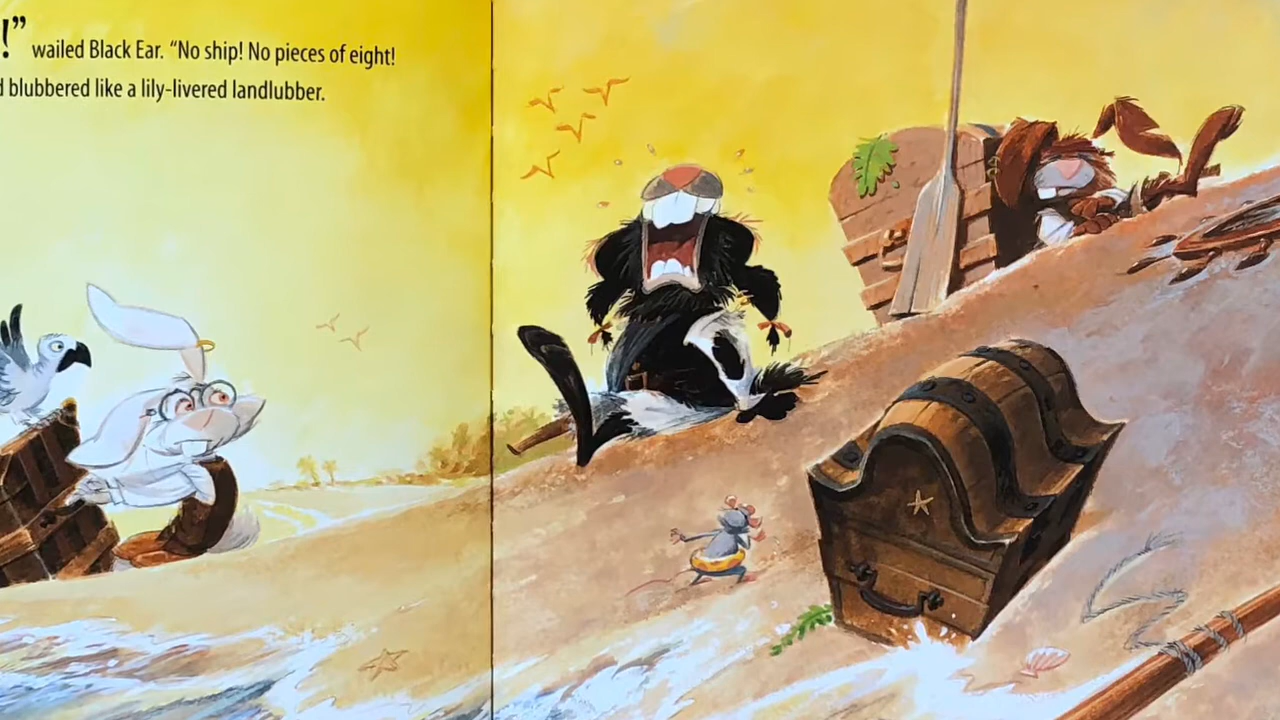 !” wailed Black Ear. “No ship! No pieces of eight!
blubbered like a lily-livered landlubber.